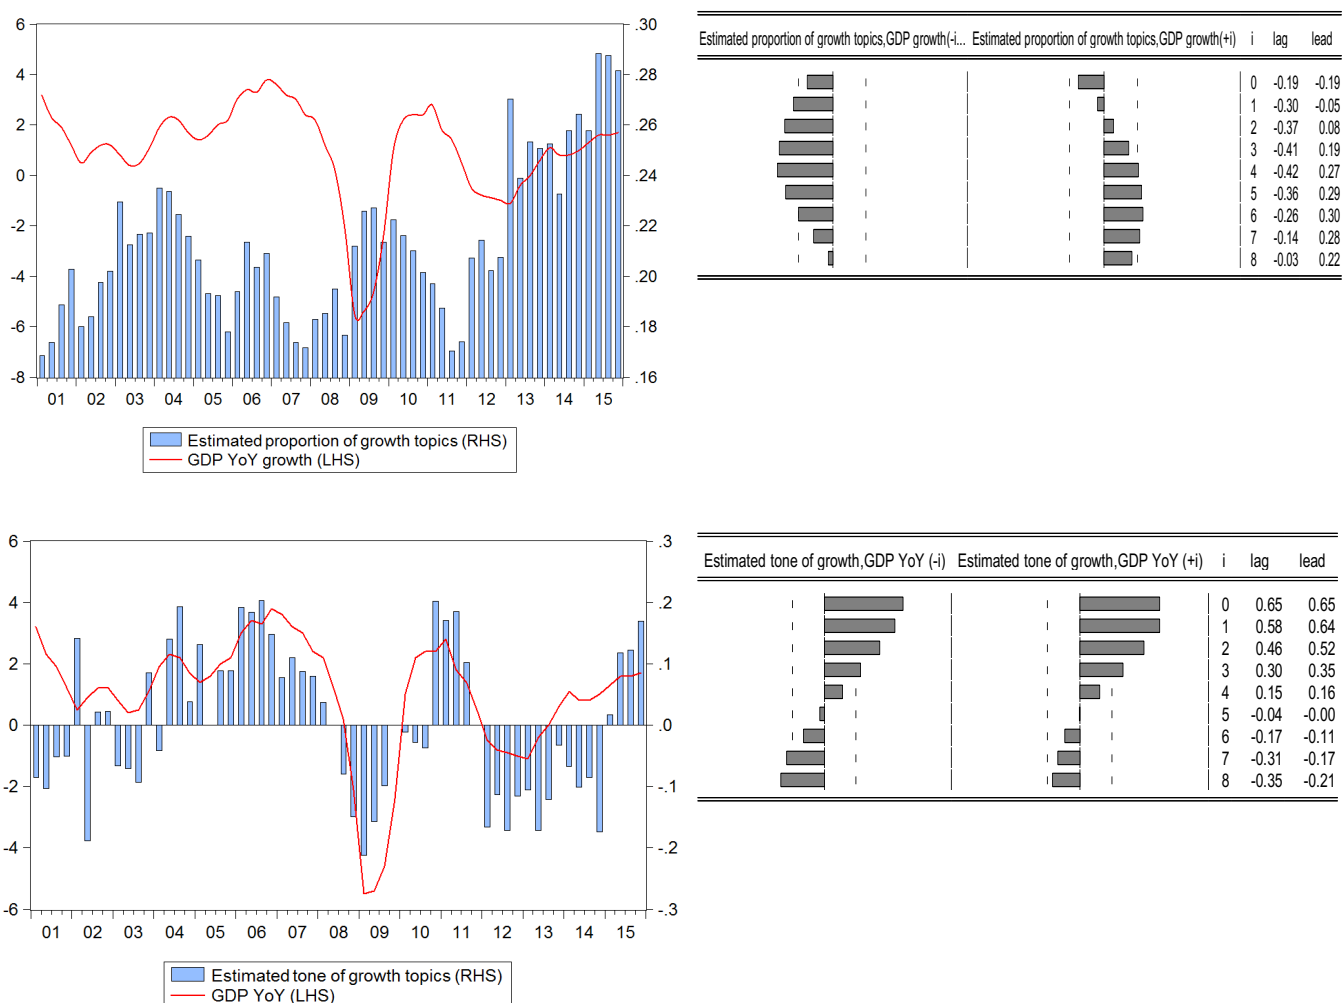 6
4
2
0
-2
-4
-6
-8
.30
.28
.26
.24
.22
.20
.18
.16
01 02 03 04 05 06 07 08 09 10 11 12 13 14 15
Estimated proportion of growth topics (RHS)
GDP YoY growth (LHS)
Estimated proportion of growth topics,GDP growth(-i... Estimated proportion of growth topics,GDP growth(+i) i lag lead
0 -0.19 -0.19
1 -0.30 -0.05
2 -0.37 0.08
3 -0.41 0.19
4 -0.42 0.27
5 -0.36 0.29
6 -0.26 0.30
7 -0.14 0.28
8 -0.03 0.22
6
4
2
0
-2
-4
-6
.3
.2
.1
.0
-.1
-.2
-.3
01 02 03 04 05 06 07 08 09 10 11 12 13 14 15
Estimated tone of growth topics (RHS)
GDP YoY (LHS)
Estimated tone of growth,GDP YoY (-i) Estimated tone of growth,GDP YoY (+i) i lag lead
0 0.65 0.65
1 0.58 0.64
2 0.46 0.52
3 0.30 0.35
4 0.15 0.16
5 -0.04 -0.00
6 -0.17 -0.11
7 -0.31 -0.17
8 -0.35 -0.21